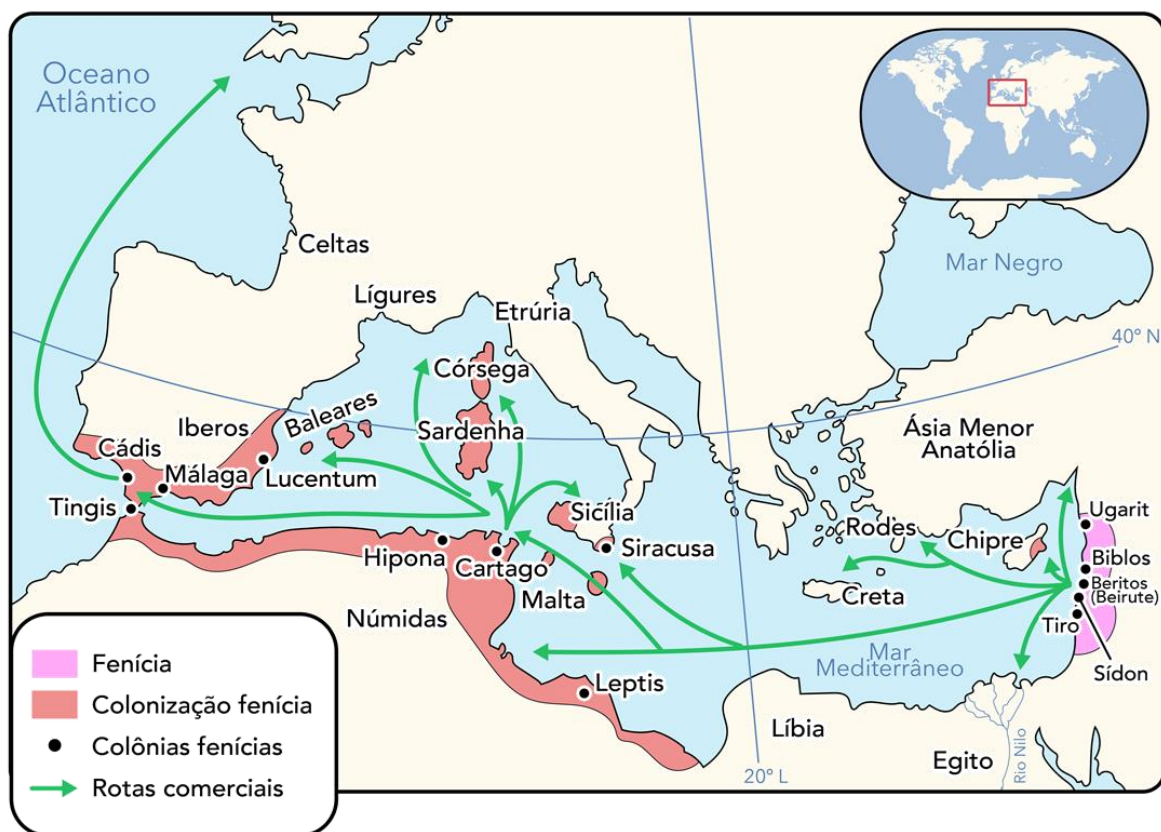 Oceano
Atlântico
Celtas
Lígures
Etrúria
Mar Negro
40º N
Córsega
Baleares
Iberos
Sardenha
Ásia Menor
Anatólia
Cádis
Málaga
Lucentum
Tingis
Sicília
Siracusa
Rodes
Chipre
Ugarit
Biblos
Beritos
(Beirute)
Hipona
Cartago
Malta
Creta
Tiro
Sídon
Númidas
Mar
Mediterrâneo
Leptis
Líbia
Egito
Rio Nilo
20º L
Fenícia
Colonização fenícia
Colônias fenícias
Rotas comerciais